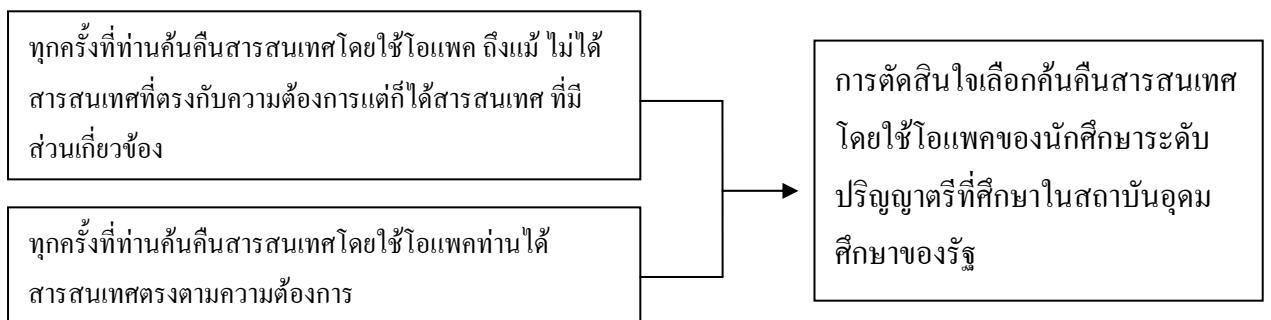 ทุกครั้งที่ท่านค้นคืนสารสนเทศโดยใช้โอแพค ถึงแม้ ไม่ได้
สารสนเทศที่ตรงกับความต้องการแต่ก็ได้สารสนเทศ ที่มี
ส่วนเกี่ยวข้อง
ทุกครั้งที่ท่านค้นคืนสารสนเทศโดยใช้โอแพคท่านได้
สารสนเทศตรงตามความต้องการ
การตัดสินใจเลือกค้นคืนสารสนเทศ
โดยใช้โอแพคของนักศึกษาระดับ
ปริญญาตรีที่ศึกษาในสถาบันอุดม
ศึกษาของรัฐ